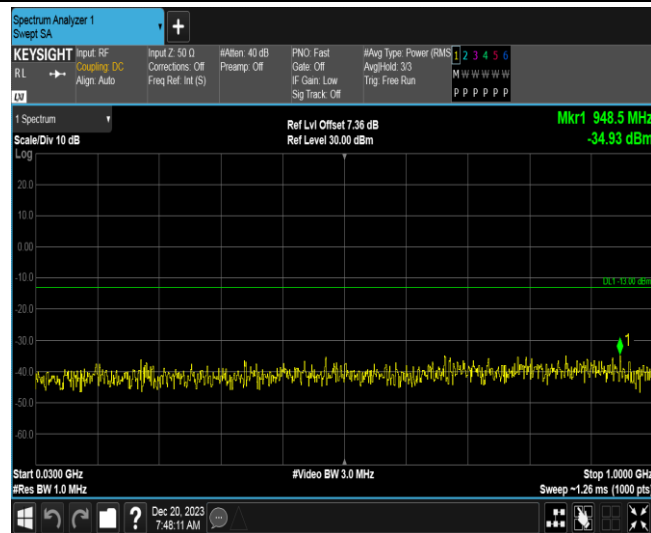 Spectrum Analyzer 1
Swept SA
+
KEYSIGHT
RL
LXI
Input: RF
Coupling: DC
Align: Auto
Input Z: 50 Ω
Corrections: Off
Freq Ref: Int (S)
#Atten: 40 dB
Preamp: Off
PNO: Fast
Gate: Off
IF Gain: Low
Sig Track: Off
#Avg Type: Power (RMS
Avg|Hold: 3/3
Trig: Free Run
1 2 3 4 5 6
M W W W W W
P P P P P P
1 Spectrum
Scale/Div 10 dB
Log
Ref Lvl Offset 7.36 dB
Ref Level 30.00 dBm
Mkr1 948.5 MHz
-34.93 dBm
20.0
10.0
0.00
-10.0
DL1 -13.00 dBm
-20.0
-30.0
1
-40.0
-50.0
-60.0
Start 0.0300 GHz
#Res BW 1.0 MHz
#Video BW 3.0 MHz
Stop 1.0000 GHz
Sweep ~1.26 ms (1000 pts)
?
Dec 20, 2023
7:48:11 AM